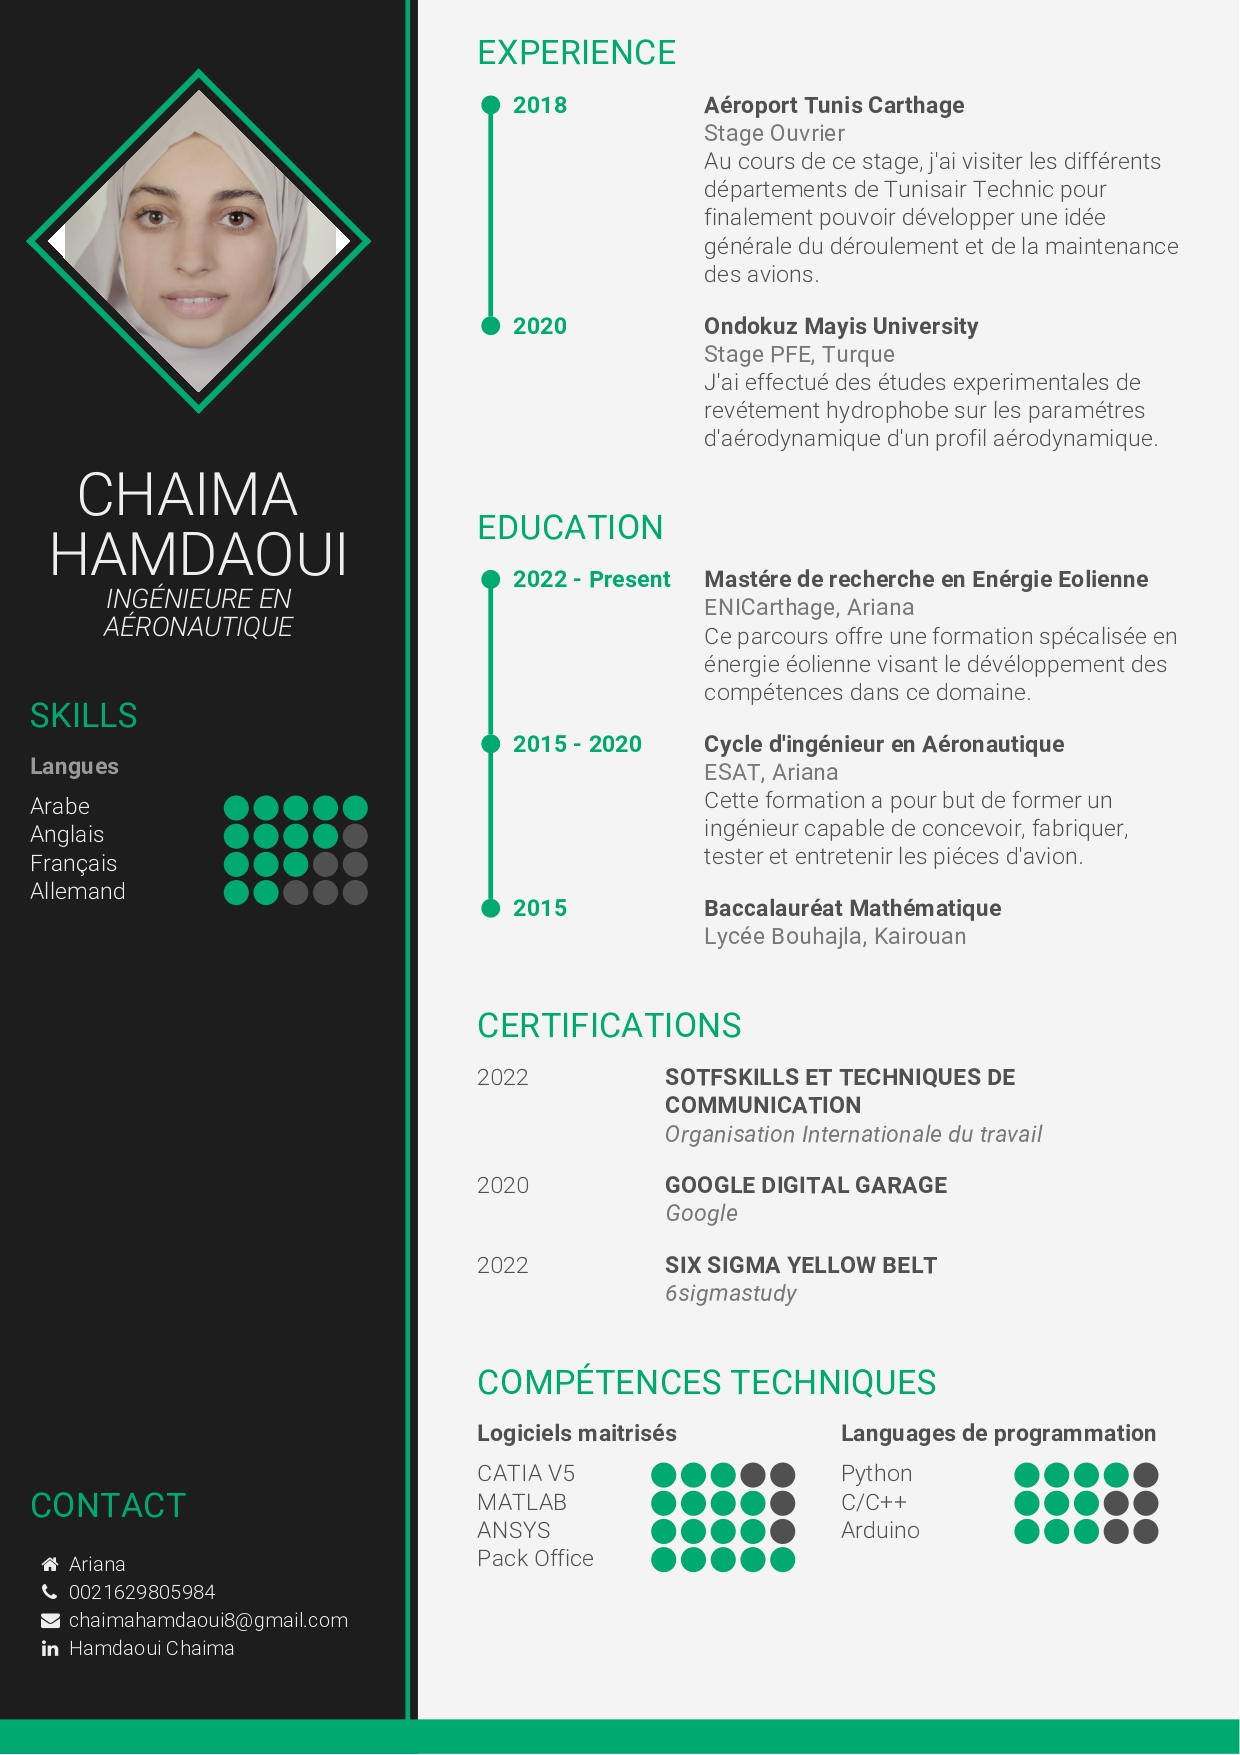 CHAIMA
HAMDAOUI
INGÉNIEURE EN
AÉRONAUTIQUE
SKILLS
Langues
Arabe
Anglais
Français
Allemand
CONTACT
Ariana
0021629805984
chaimahamdaoui8@gmail.com
Hamdaoui Chaima
EXPERIENCE
2018
Aéroport Tunis Carthage
Stage Ouvrier
Au cours de ce stage, j'ai visiter les différents
départements de Tunisair Technic pour
finalement pouvoir développer une idée
générale du déroulement et de la maintenance
des avions.
2020
Ondokuz Mayis University
Stage PFE, Turque
J'ai effectué des études experimentales de
revétement hydrophobe sur les paramétres
d'aérodynamique d'un profil aérodynamique.
EDUCATION
2022 - Present
Mastére de recherche en Enérgie Eolienne
ENICarthage, Ariana
Ce parcours offre une formation spécalisée en
énergie éolienne visant le dévéloppement des
compétences dans ce domaine.
2015 - 2020
Cycle d'ingénieur en Aéronautique
ESAT, Ariana
Cette formation a pour but de former un
ingénieur capable de concevoir, fabriquer,
tester et entretenir les piéces d'avion.
2015
Baccalauréat Mathématique
Lycée Bouhajla, Kairouan
CERTIFICATIONS
2022
SOTFSKILLS ET TECHNIQUES DE
COMMUNICATION
Organisation Internationale du travail
2020
GOOGLE DIGITAL GARAGE
Google
2022
SIX SIGMA YELLOW BELT
6sigmastudy
COMPÉTENCES TECHNIQUES
Logiciels maitrisés
CATIA V5
MATLAB
ANSYS
Pack Office
Languages de programmation
Python
C/C++
Arduino